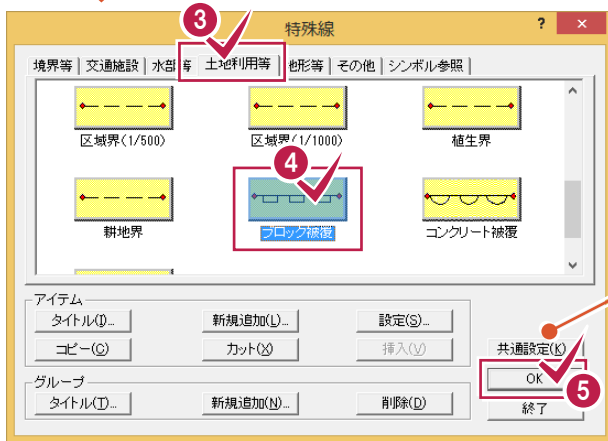 3
特殊線 ? ×
境界等 交通施設 水部等 土地利用等 地形等 その他 シンボル参照
区域界(1/500) 区域界(1/1000) 植生界
4
耕地界 ブロック被覆 コンクリート被覆
アイテム
タイトル(I)... 新規追加(L)... 設定(S)...
コピー(C) カット(X) 挿入(V) 共通設定(K)
グループ OK 5
タイトル(T)... 新規追加(N)... 削除(D) 終了